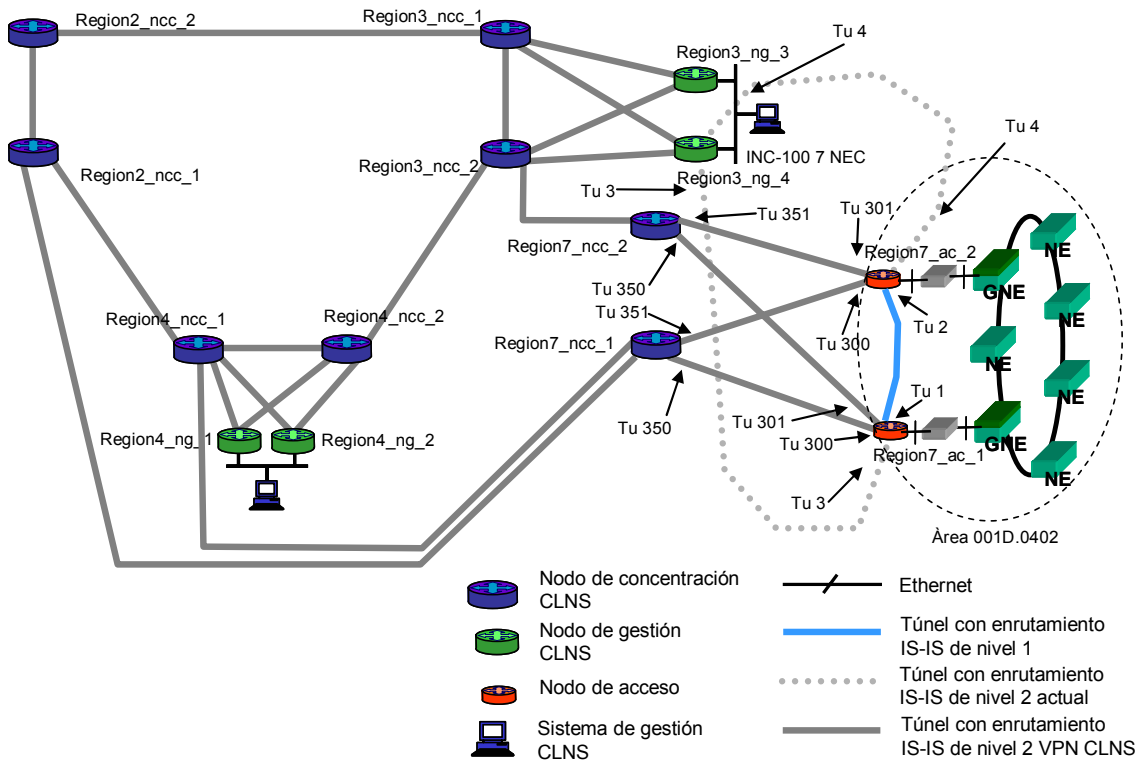 Region2_ncc_2
Region3_ncc_1
Tu 4
Region3_ng_3
Region2_ncc_1
Region3_ncc_2
INC-100 7 NEC
Region3_ng_4
Tu 4
Tu 3
Tu 351
Tu 301
Region7_ncc_2
Region7_ac_2
NE
GNE
NE
Tu 350
Tu 351
Tu 300
Tu 2
Region4_ncc_1
Region4_ncc_2
Region7_ncc_1
NE
NE
Tu 1
Tu 301
Tu 350
Tu 300
Region7_ac_1
GNE
NE
Region4_ng_1
Region4_ng_2
Tu 3
Àrea 001D.0402
Nodo de concentración
CLNS
Nodo de gestión
CLNS
Nodo de acceso
Sistema de gestión
CLNS
Ethernet
Túnel con enrutamiento
IS-IS de nivel 1
Túnel con enrutamiento
IS-IS de nivel 2 actual
Túnel con enrutamiento
IS-IS de nivel 2 VPN CLNS